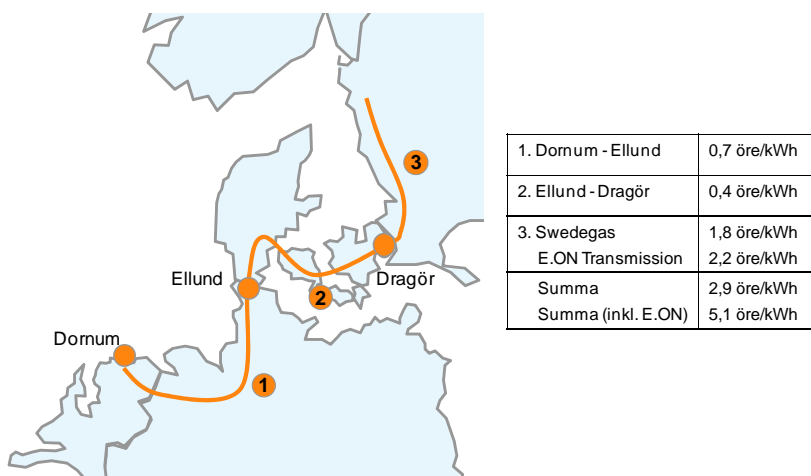 3
Ellund
Dragör
2
Dornum
1
1. Dornum - Ellund 0,7 öre/kWh
2. Ellund - Dragör 0,4 öre/kWh
3. Swedegas 1,8 öre/kWh
E.ON Transmission 2,2 öre/kWh
Summa 2,9 öre/kWh
Summa (inkl. E.ON) 5,1 öre/kWh